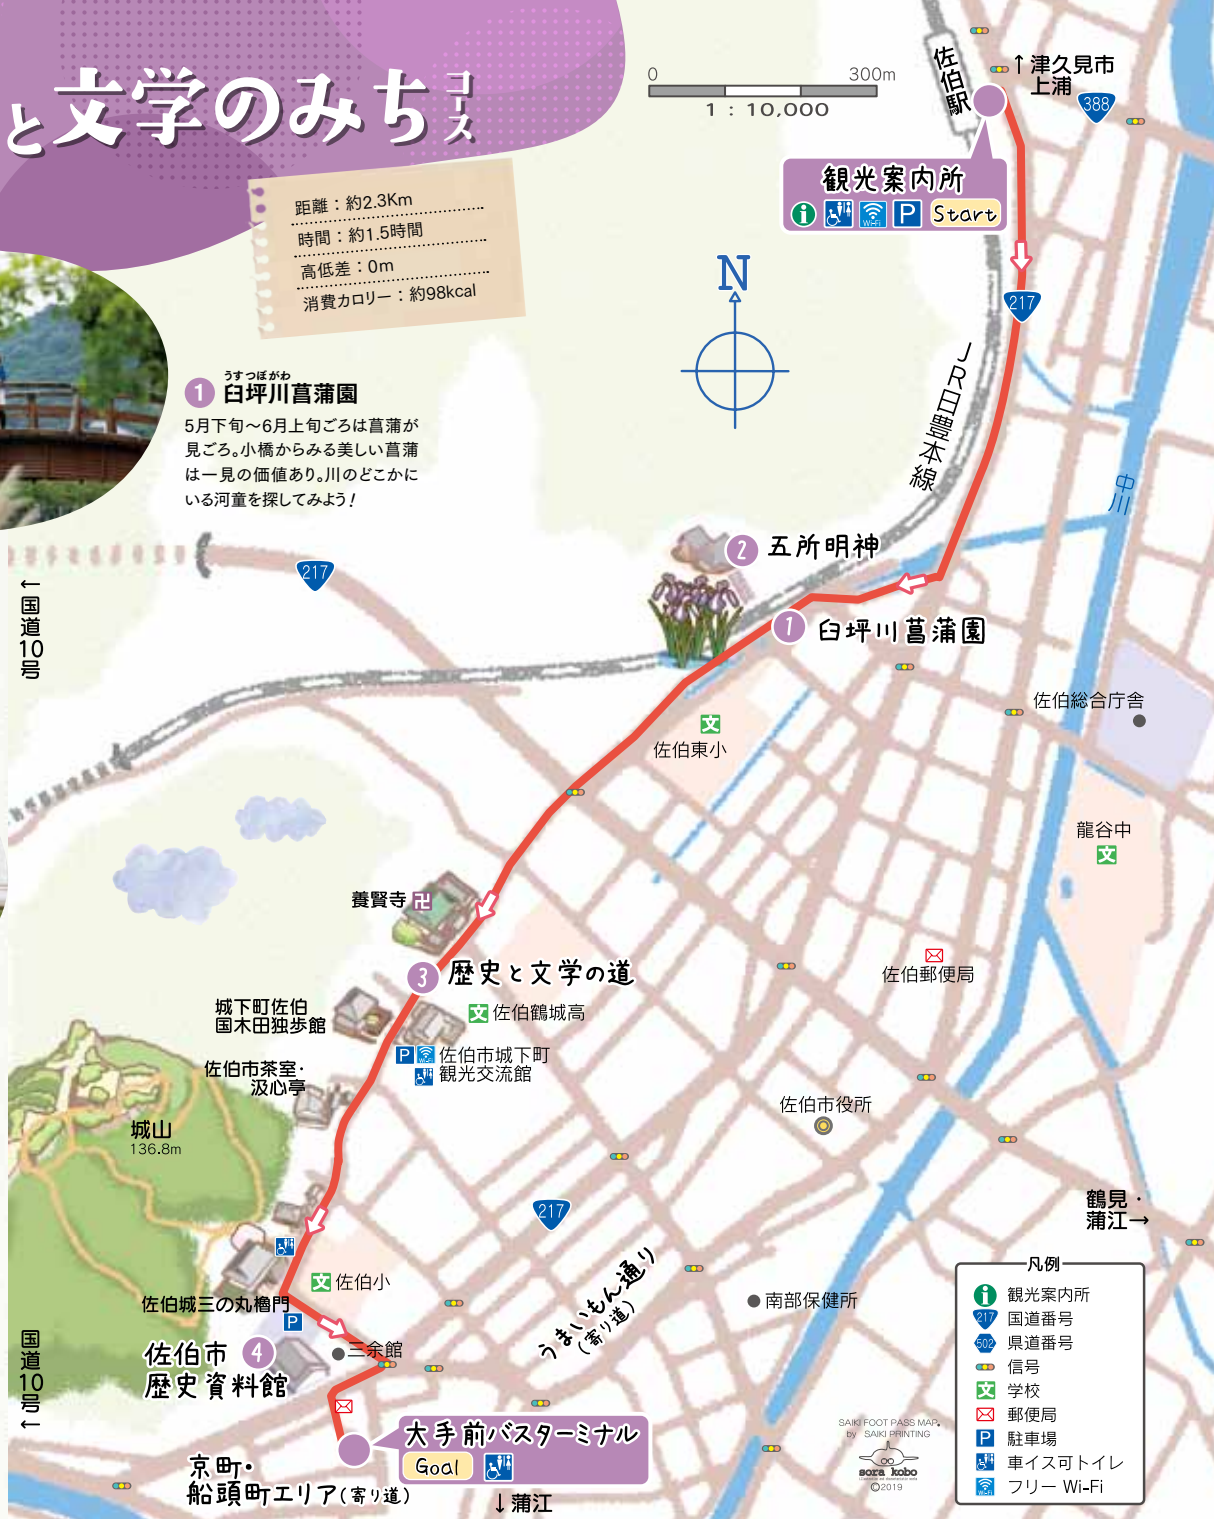 と文学のみち コース
距離：約2.3Km
時間：約1.5時間
高低差：0m
消費カロリー：約98kcal
うすつぼがわ
1 臼坪川菖蒲園
5月下旬〜6月上旬ごろは菖蒲が
見ごろ。小橋からみる美しい菖蒲
は一見の価値あり。川のどこかに
いる河童を探してみよう！
0 300m
1：10,000
佐伯駅
↑津久見市
上浦
388
観光案内所
i Wi-Fi P Start
N
217
JR日豊本線
中川
2 五所明神
1 臼坪川菖蒲園
217
←国道10号
佐伯総合庁舎
文
佐伯東小
龍谷中
文
養賢寺 卍
3 歴史と文学の道
佐伯郵便局
文 佐伯鶴城高
城下町佐伯
国木田独歩館
P Wi-Fi 佐伯市城下町
観光交流館
佐伯市茶室・
汲心亭
佐伯市役所
城山
136.8m
217
鶴見・
蒲江→
文 佐伯小
うまいもん通り
（寄り道）
南部保健所
佐伯城三の丸櫓門
P
三余館
佐伯市 4
歴史資料館
国道10号←
大手前バスターミナル
Goal
京町・
船頭町エリア（寄り道）
↓蒲江
凡例
i 観光案内所
217 国道番号
502 県道番号
信号
文 学校
郵便局
P 駐車場
車イス可トイレ
Wi-Fi フリー Wi-Fi
SAIKI FOOT PASS MAP.
by SAIKI PRINTING
sora kobo
©2019